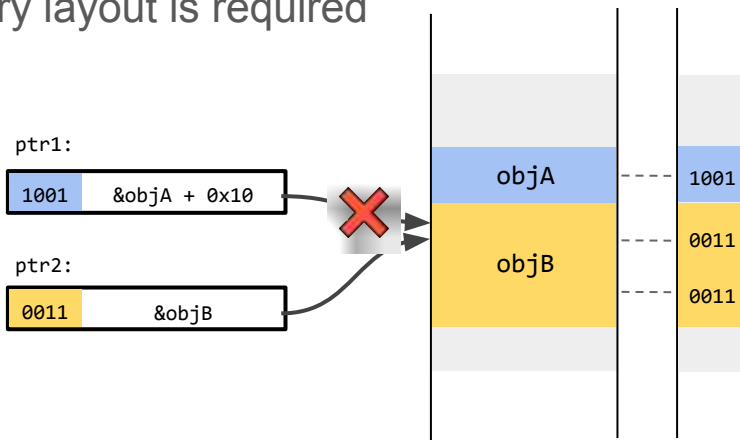 ry layout is required
ptr1:
1001 &objA + 0x10
ptr2:
0011 &objB
objA
objB
1001
0011
0011